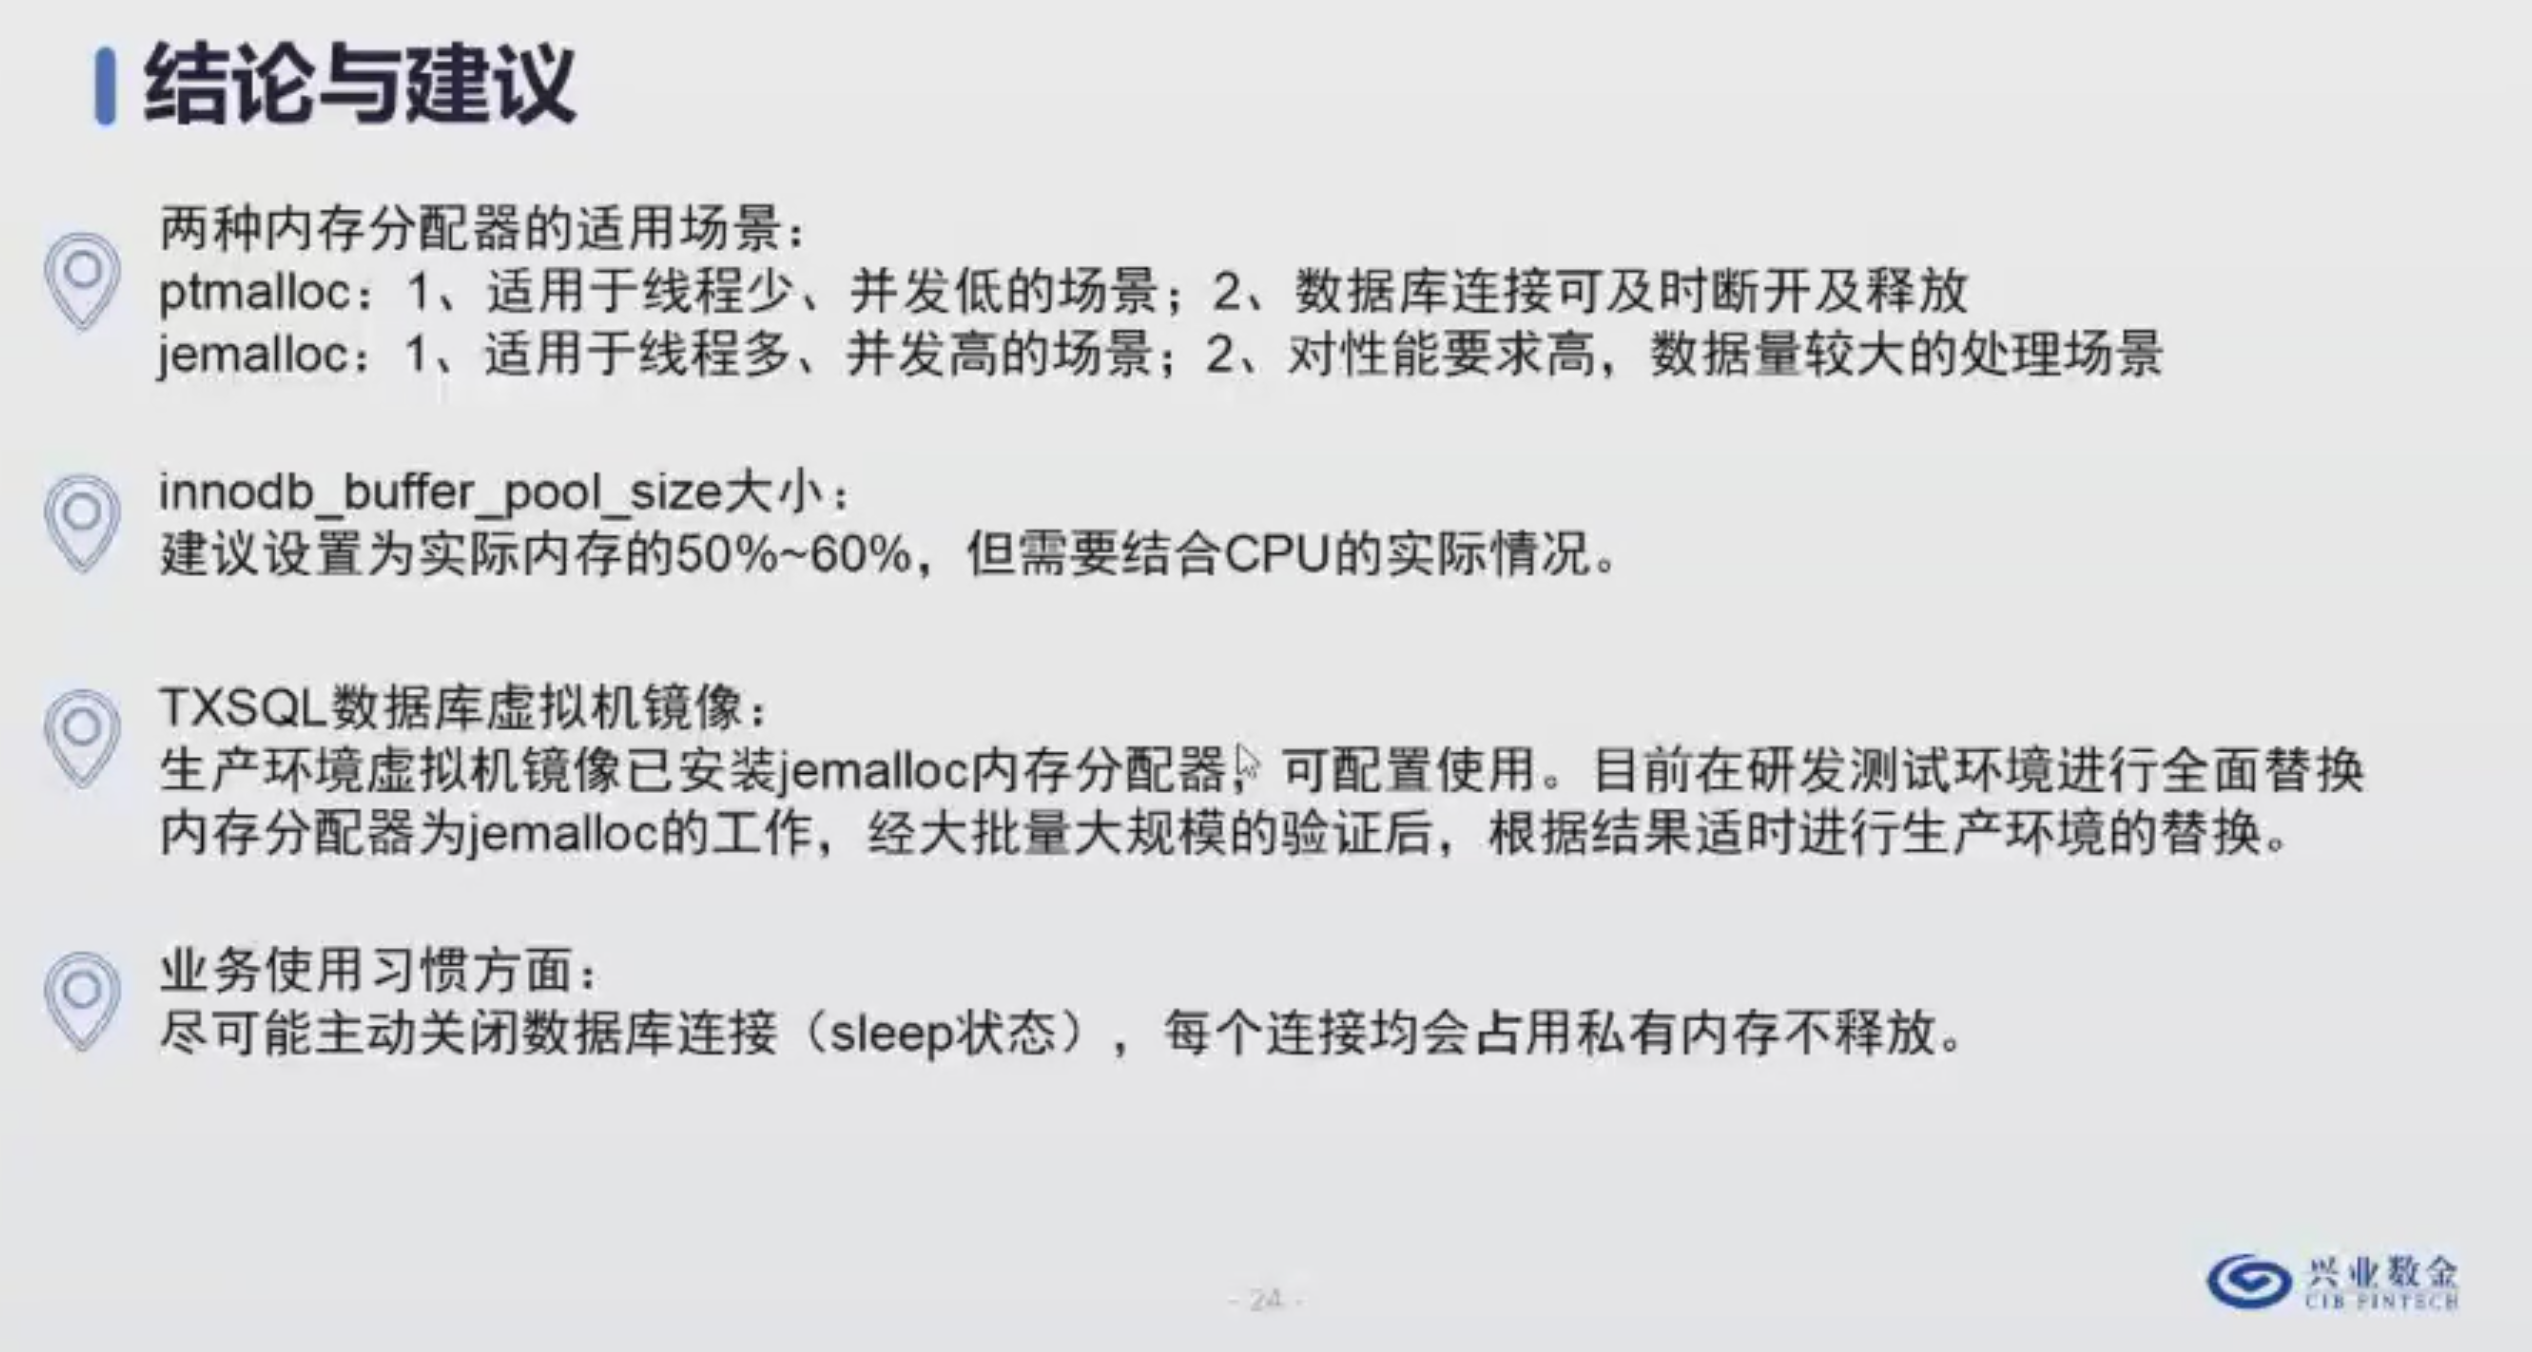 结论与建议
两种内存分配器的适用场景：
ptmalloc：1、适用于线程少、并发低的场景；2、数据库连接可及时断开及释放
jemalloc：1、适用于线程多、并发高的场景；2、对性能要求高，数据量较大的处理场景
innodb_buffer_pool_size大小：
建议设置为实际内存的50%~60%，但需要结合CPU的实际情况。
TXSQL数据库虚拟机镜像：
生产环境虚拟机镜像已安装jemalloc内存分配器，可配置使用。目前在研发测试环境进行全面替换
内存分配器为jemalloc的工作，经大批量大规模的验证后，根据结果适时进行生产环境的替换。
业务使用习惯方面：
尽可能主动关闭数据库连接（sleep状态），每个连接均会占用私有内存不释放。
- 24 -
兴业数金
CIB FINTECH